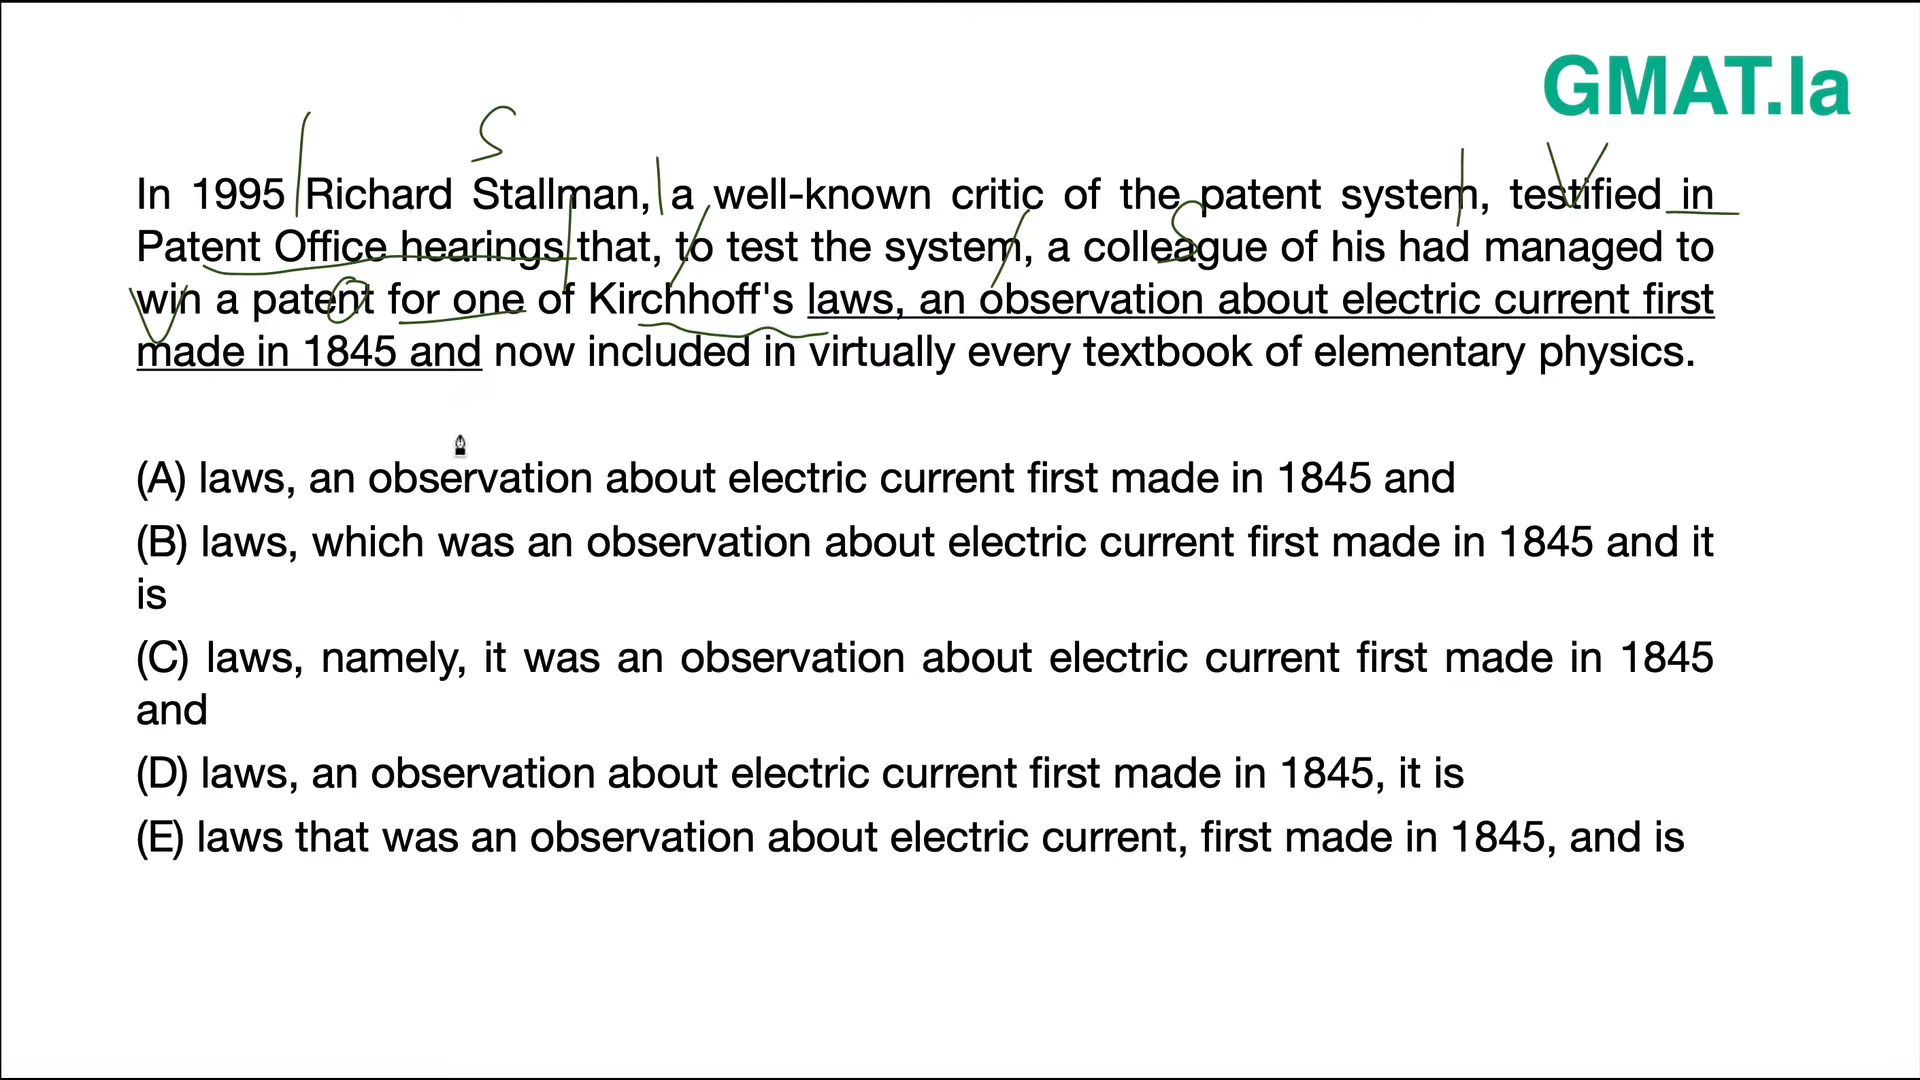 GMAT.la
S
V
In 1995 Richard Stallman, a well-known critic of the patent system, testified in
Patent Office hearings that, to test the system, a colleague of his had managed to
S
win a patent for one of Kirchhoff's laws, an observation about electric current first
V
O
made in 1845 and now included in virtually every textbook of elementary physics.
(A) laws, an observation about electric current first made in 1845 and
(B) laws, which was an observation about electric current first made in 1845 and it
is
(C) laws, namely, it was an observation about electric current first made in 1845
and
(D) laws, an observation about electric current first made in 1845, it is
(E) laws that was an observation about electric current, first made in 1845, and is